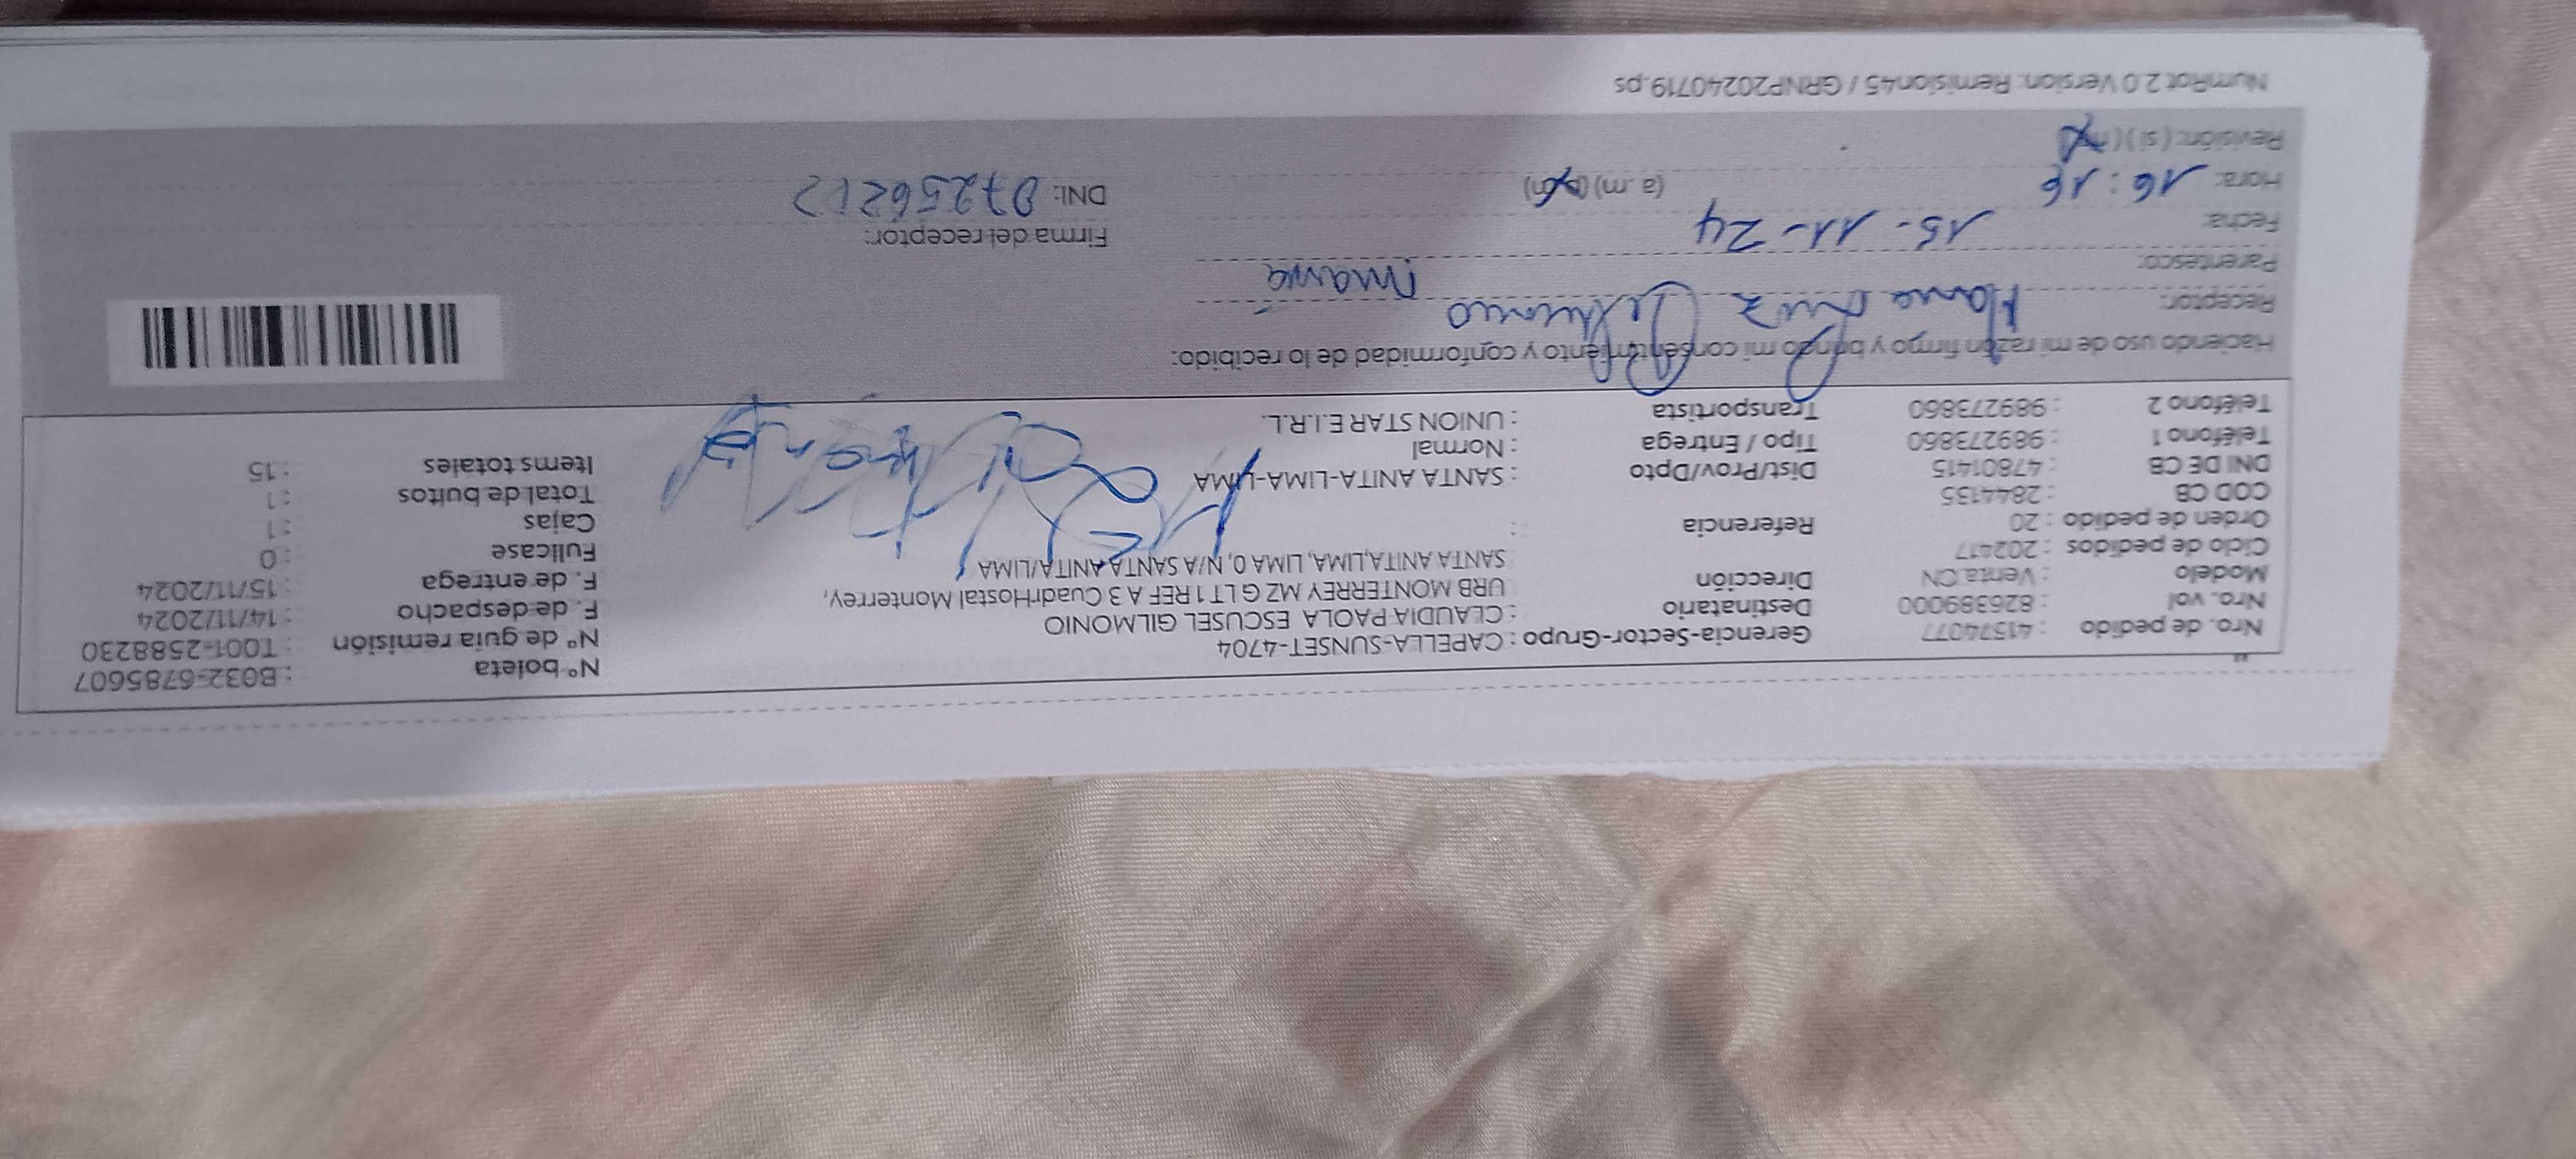 Nº boleta : B032-6785607
Nro. de pedido : 41574077 Gerencia-Sector-Grupo : CAPELLA-SUNSET-4704 Nº de guia remisión : T001-2588230
Nro. vol : 826389000 Destinatario : CLAUDIA PAOLA ESCUSEL GILMONIO F. de despacho : 14/11/2024
Modelo : Venta.CN Dirección URB MONTERREY MZ G LT 1 REF A 3 CuadrHostal Monterrey, F. de entrega : 15/11/2024
Ciclo de pedidos : 202417 SANTA ANITA,LIMA, LIMA 0, N/A SANTA ANITA/LIMA Fullcase : 0
Orden de pedido : 20 Referencia : Cajas : 1
COD CB : 2844135 Total de bultos : 1
DNI DE CB : 47801415 Dist/Prov/Dpto : SANTA ANITA-LIMA-LIMA Items totales : 15
Teléfono 1 : 989273860 Tipo / Entrega : Normal
Teléfono 2 : 989273860 Transportista : UNION STAR E.I.R.L.
Haciendo uso de mi razón firmo y brindo mi consentimiento y conformidad de lo recibido:
Receptor: Luz
Parentesco: mamá
Fecha: 15-11-24 Firma del receptor:
Hora: 16:16 (a. m) (p.m) DNI: 07256212
Revisión: (si) (no)
NumRot 2.0 Version: Remision45 / GRNP20240719.ps